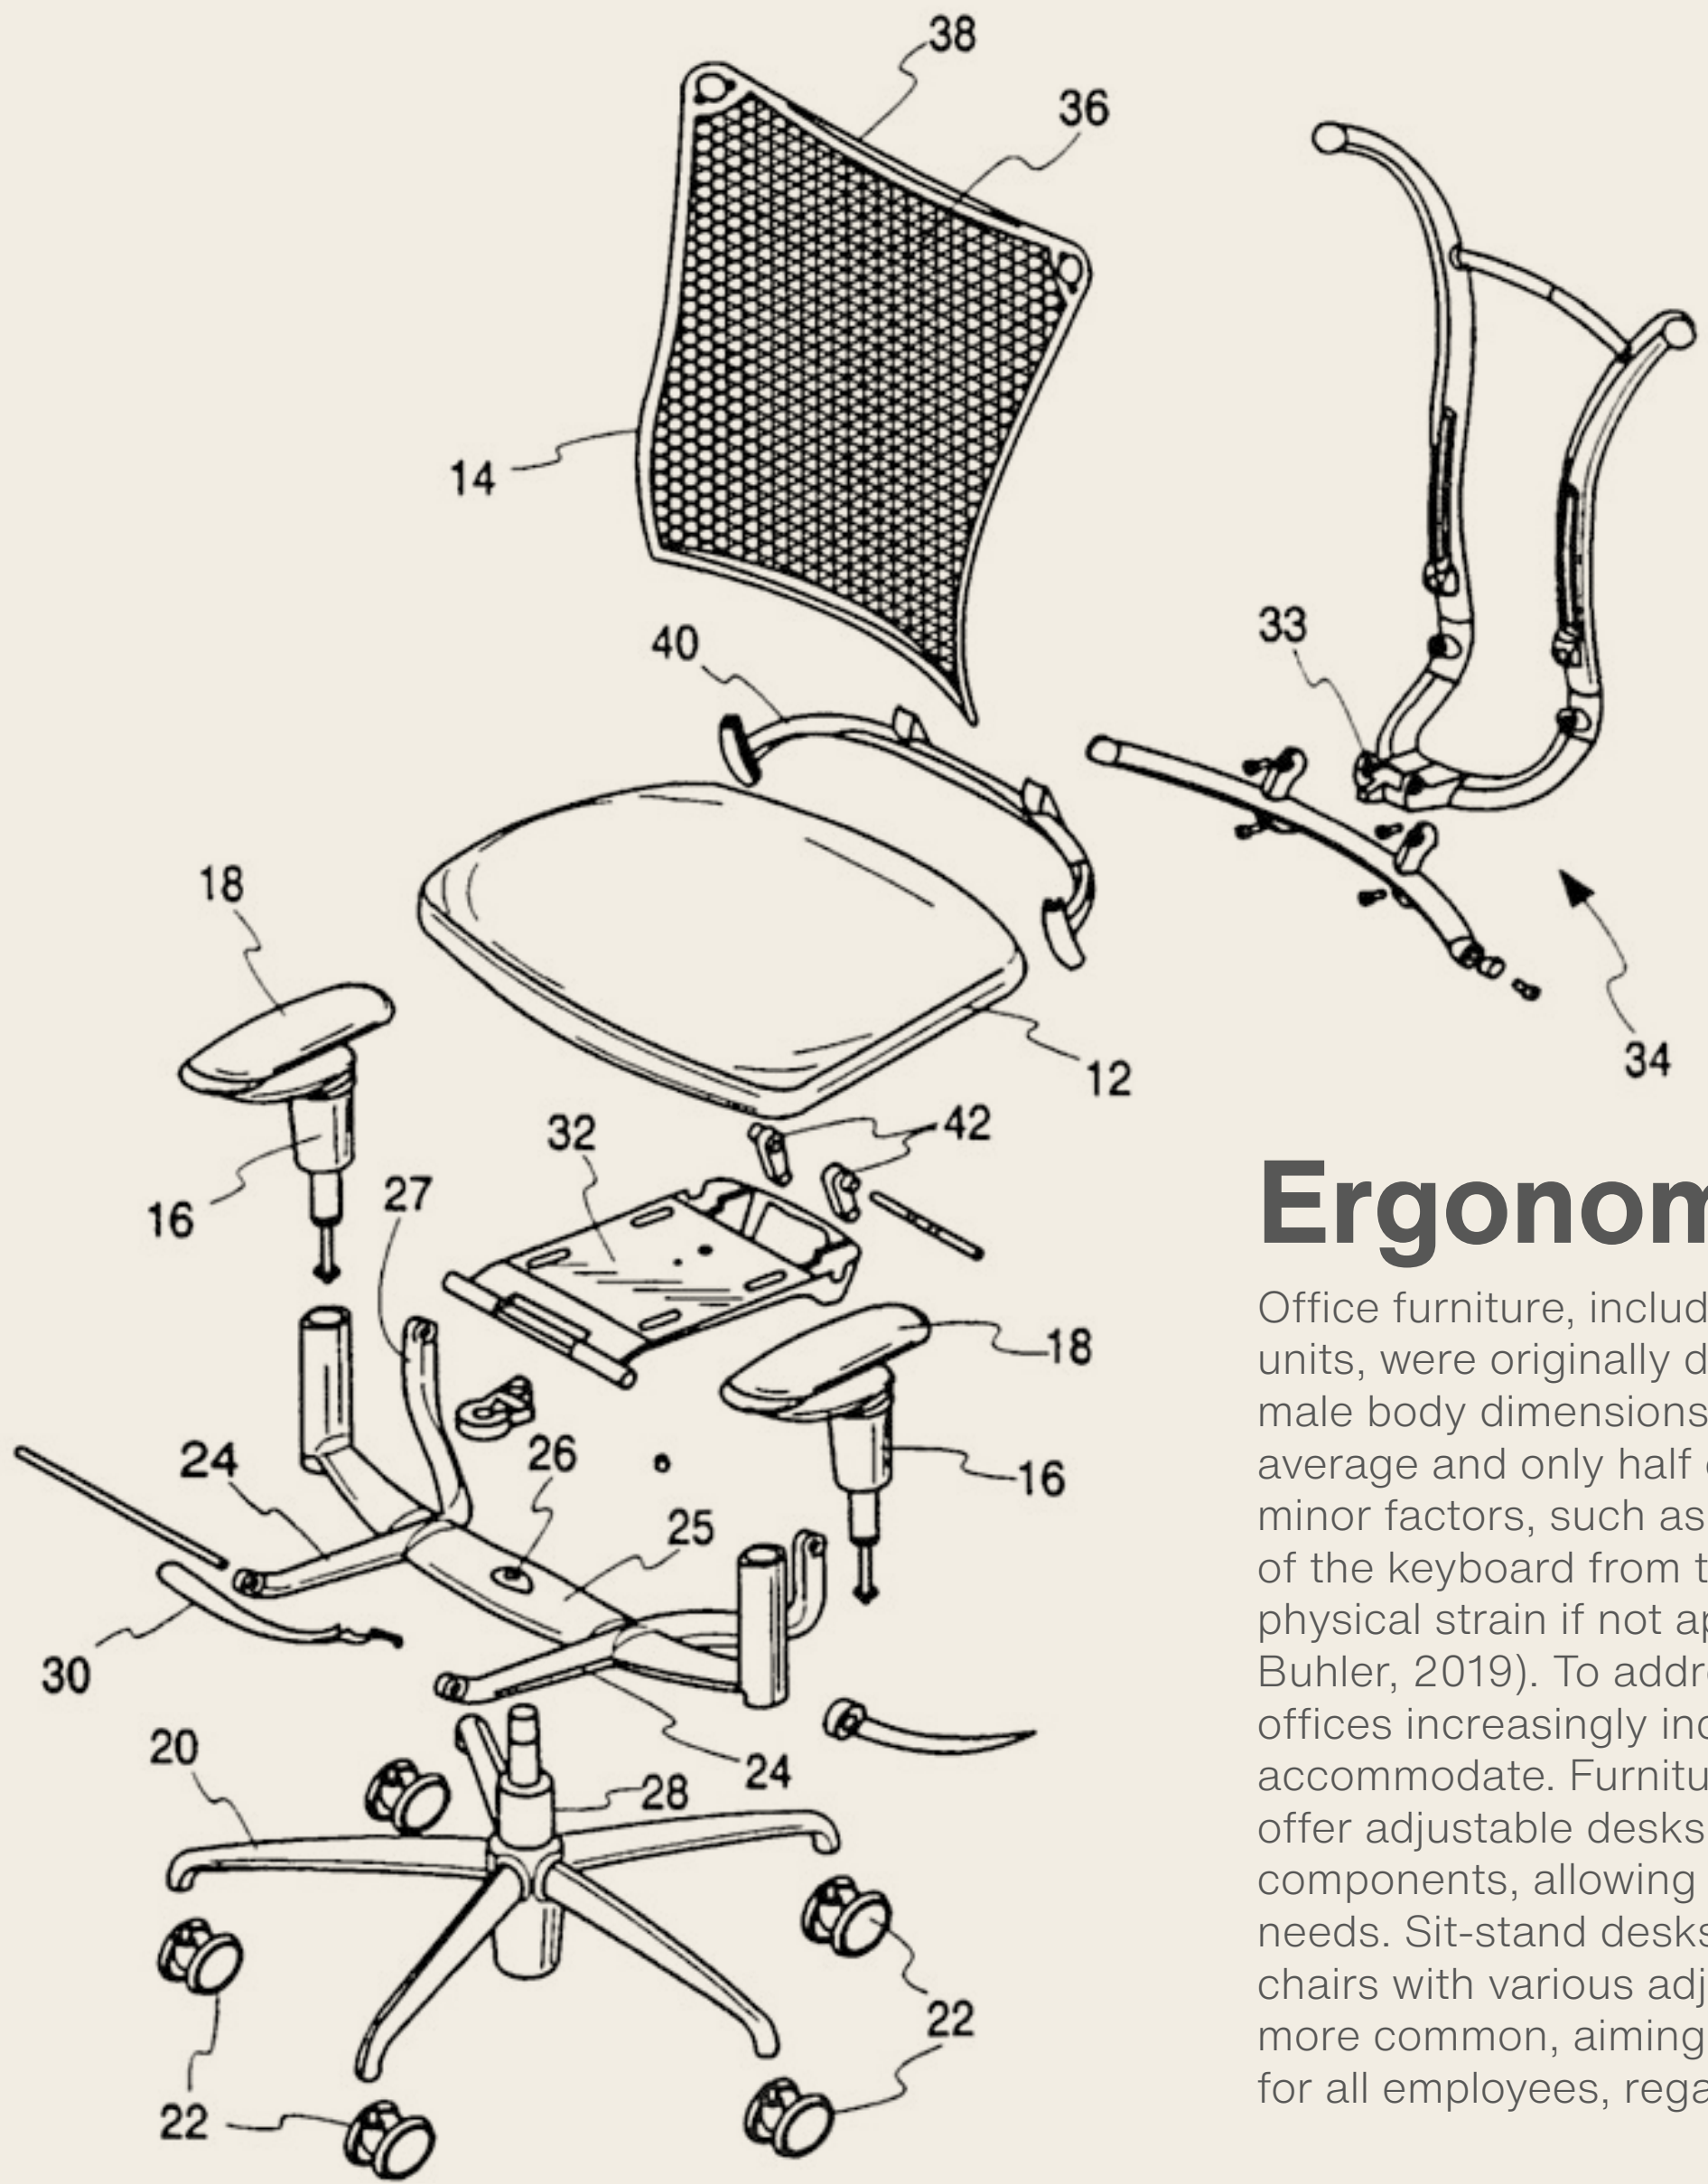 38
36
14
33
40
18
12
34
42
32
16
27
18
24
26
16
25
30
20
24
28
22
22
Ergonom
Office furniture, includ
units, were originally d
male body dimensions
average and only half
minor factors, such as
of the keyboard from t
physical strain if not ap
Buhler, 2019). To addre
offices increasingly inc
accommodate. Furnitu
offer adjustable desks
components, allowing
needs. Sit-stand desks
chairs with various adj
more common, aiming
for all employees, rega